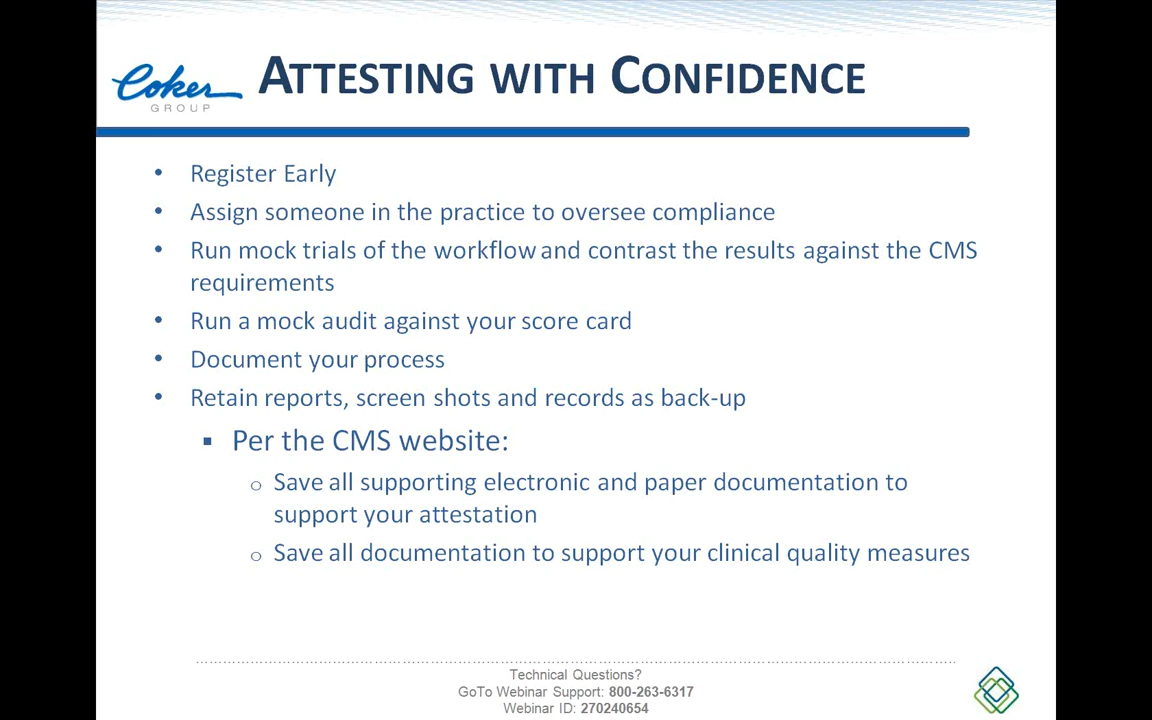 Coker
GROUP
ATTESTING WITH CONFIDENCE
• Register Early
• Assign someone in the practice to oversee compliance
• Run mock trials of the workflow and contrast the results against the CMS
requirements
• Run a mock audit against your score card
• Document your process
• Retain reports, screen shots and records as back-up
▪ Per the CMS website:
o Save all supporting electronic and paper documentation to
support your attestation
o Save all documentation to support your clinical quality measures
Technical Questions?
GoTo Webinar Support: 800-263-6317
Webinar ID: 270240654